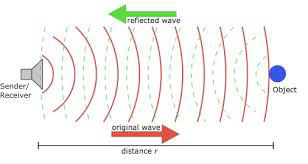 reflected wave
Sender/
Receiver
Object
original wave
distance r